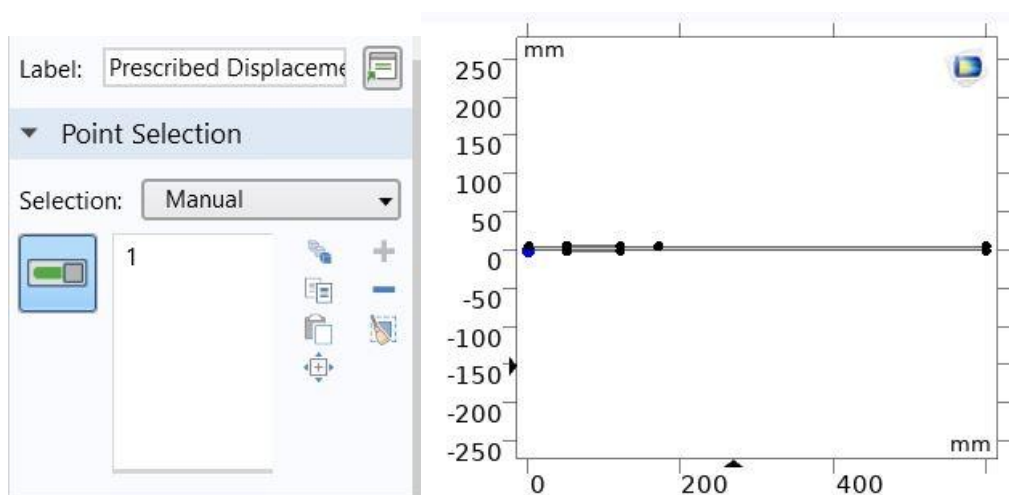 Label: Prescribed Displaceme
Point Selection
Selection: Manual
1
mm
250
200
150
100
50
0
-50
-100
-150
-200
-250
mm
0 200 400